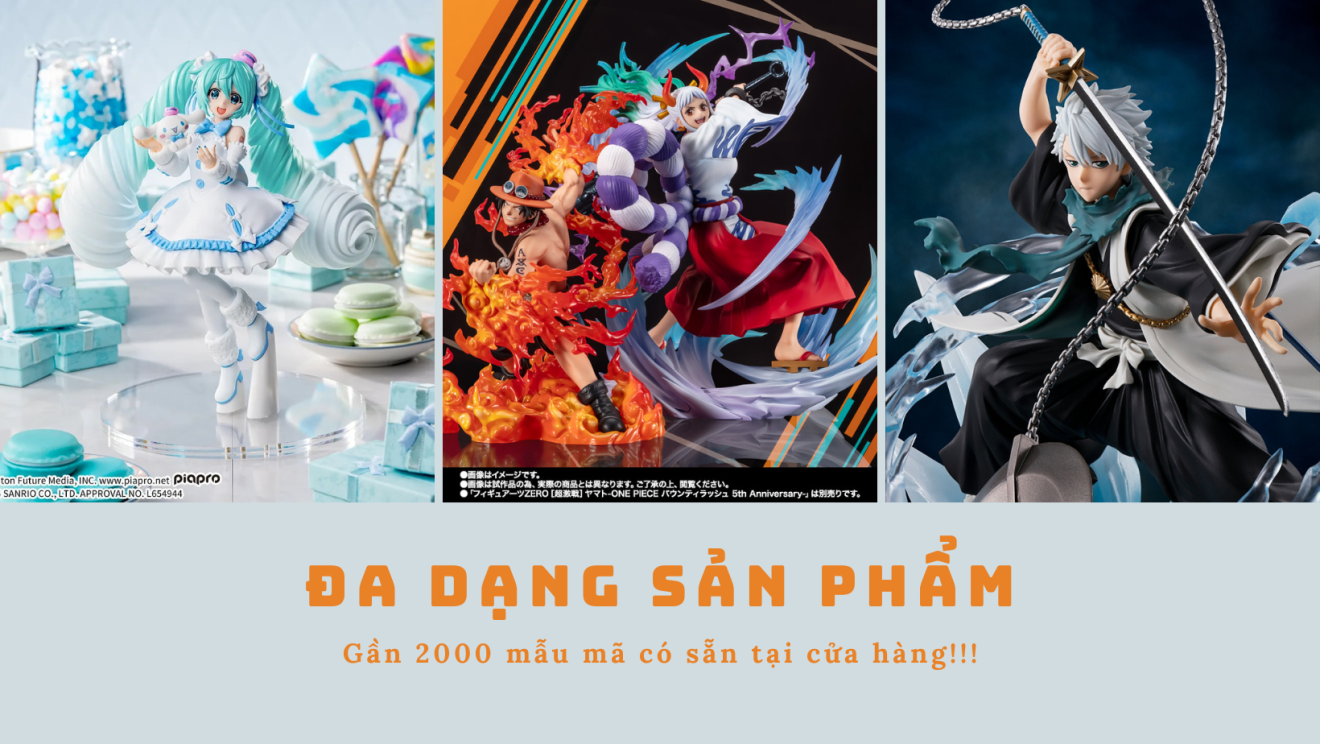 ton Future Media, INC. www.piapro.net piapro
SANRIO CO., LTD. APPROVAL NO. L654944
●画像はイメージです。
●画像は試作品の為、実際の商品とは異なります。ご了承の上、閲覧ください。
●「フィギュアーツZERO [超激戦] ヤマト-ONE PIECE バウンティラッシュ 5th Anniversary-」は別売りです。
ĐA DẠNG SẢN PHẨM
Gần 2000 mẫu mã có sẵn tại cửa hàng!!!